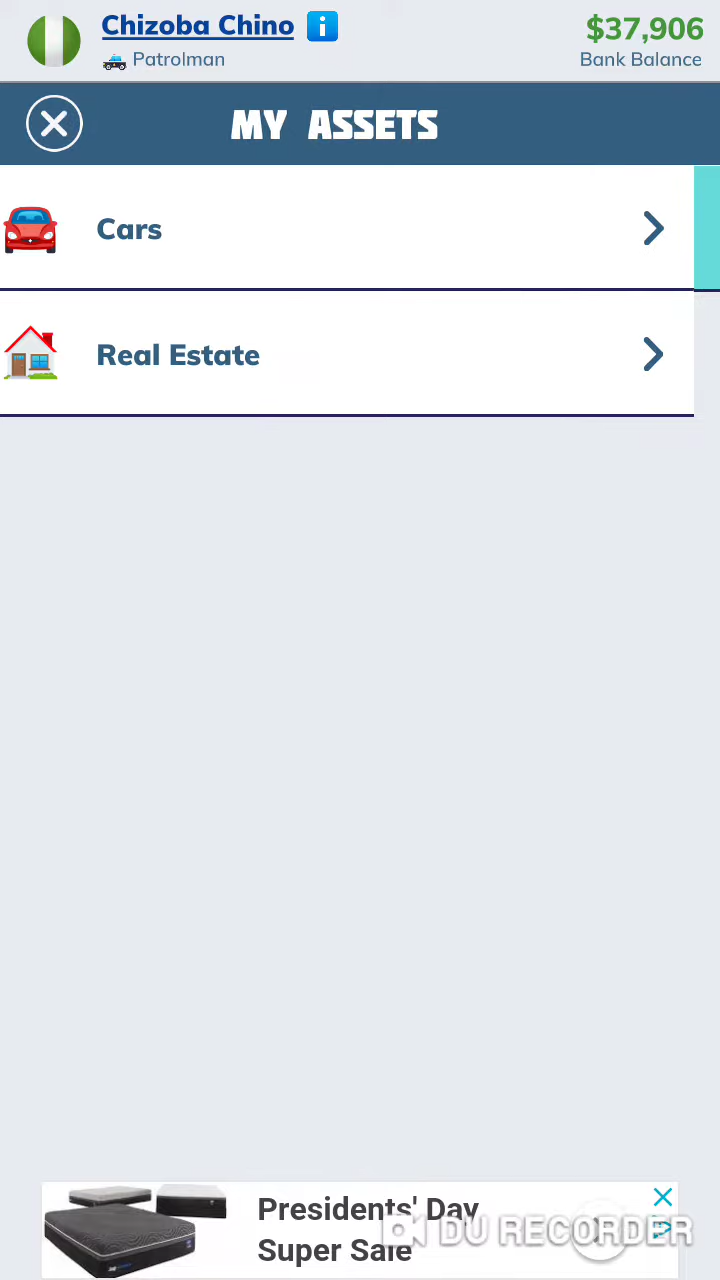 Chizoba Chino
$37,906
Patrolman
Bank Balance
MY ASSETS
Cars
Real Estate
Presidents' Day
Super Sale
DU RECORDER